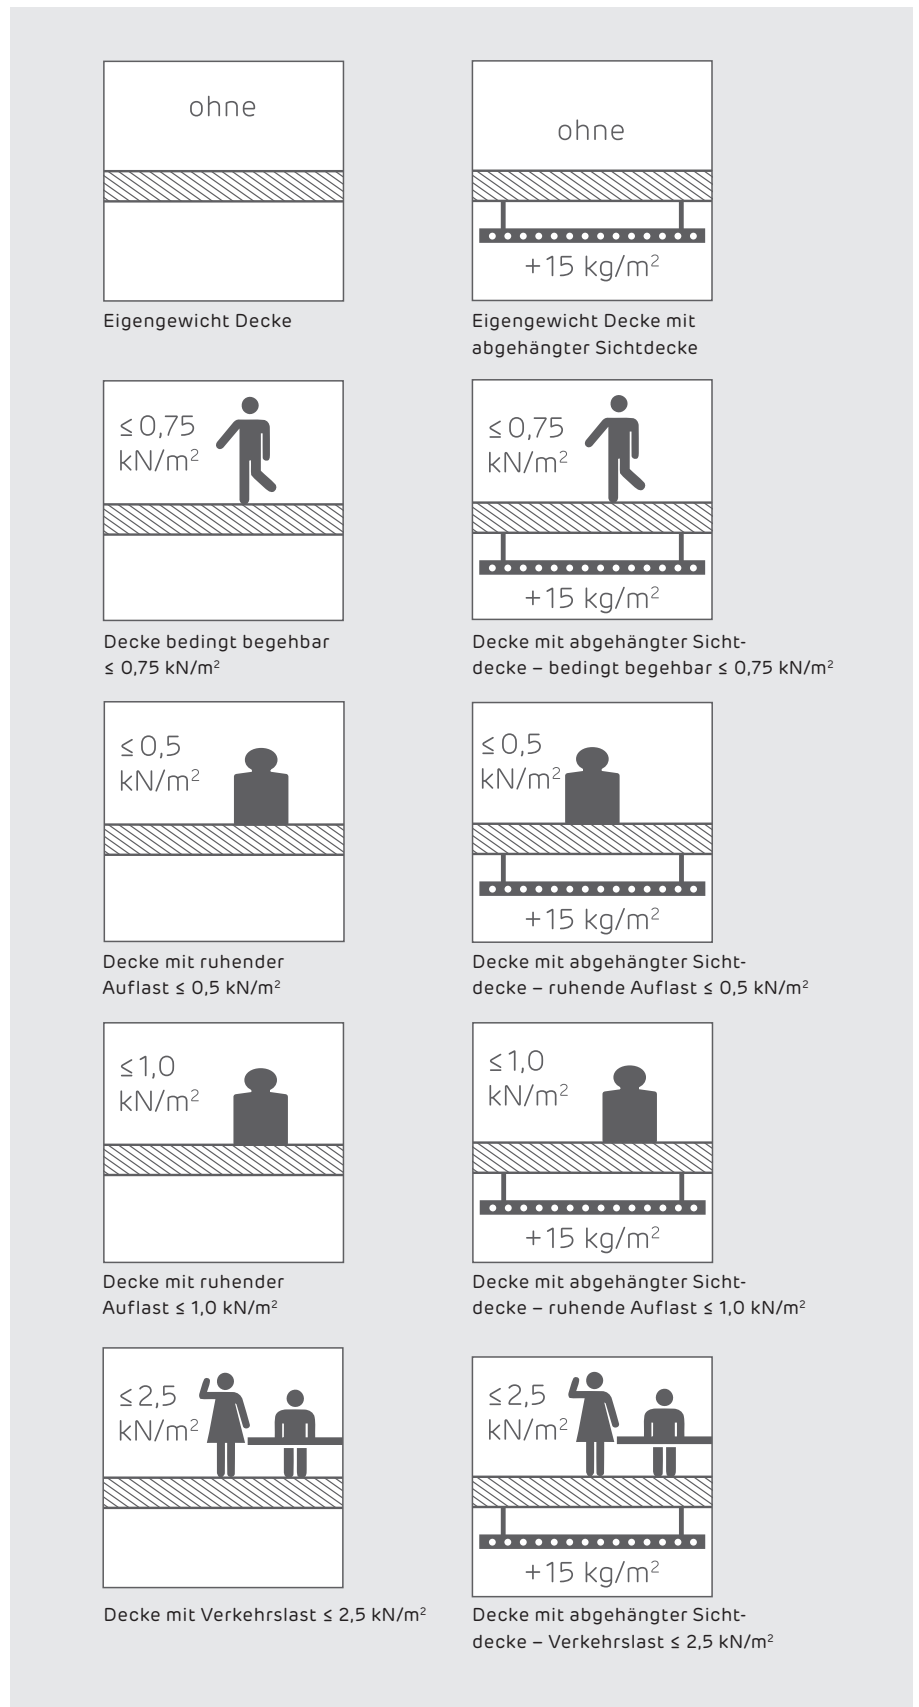 ohne
Eigengewicht Decke
ohne
+15 kg/m²
Eigengewicht Decke mit
abgehängter Sichtdecke
≤ 0,75
kN/m²
Decke bedingt begehbar
≤ 0,75 kN/m²
≤ 0,75
kN/m²
+15 kg/m²
Decke mit abgehängter Sicht-
decke – bedingt begehbar ≤ 0,75 kN/m²
≤ 0,5
kN/m²
Decke mit ruhender
Auflast ≤ 0,5 kN/m²
≤ 0,5
kN/m²
+15 kg/m²
Decke mit abgehängter Sicht-
decke – ruhende Auflast ≤ 0,5 kN/m²
≤ 1,0
kN/m²
Decke mit ruhender
Auflast ≤ 1,0 kN/m²
≤ 1,0
kN/m²
+15 kg/m²
Decke mit abgehängter Sicht-
decke – ruhende Auflast ≤ 1,0 kN/m²
≤ 2,5
kN/m²
Decke mit Verkehrslast ≤ 2,5 kN/m²
≤ 2,5
kN/m²
+15 kg/m²
Decke mit abgehängter Sicht-
decke – Verkehrslast ≤ 2,5 kN/m²